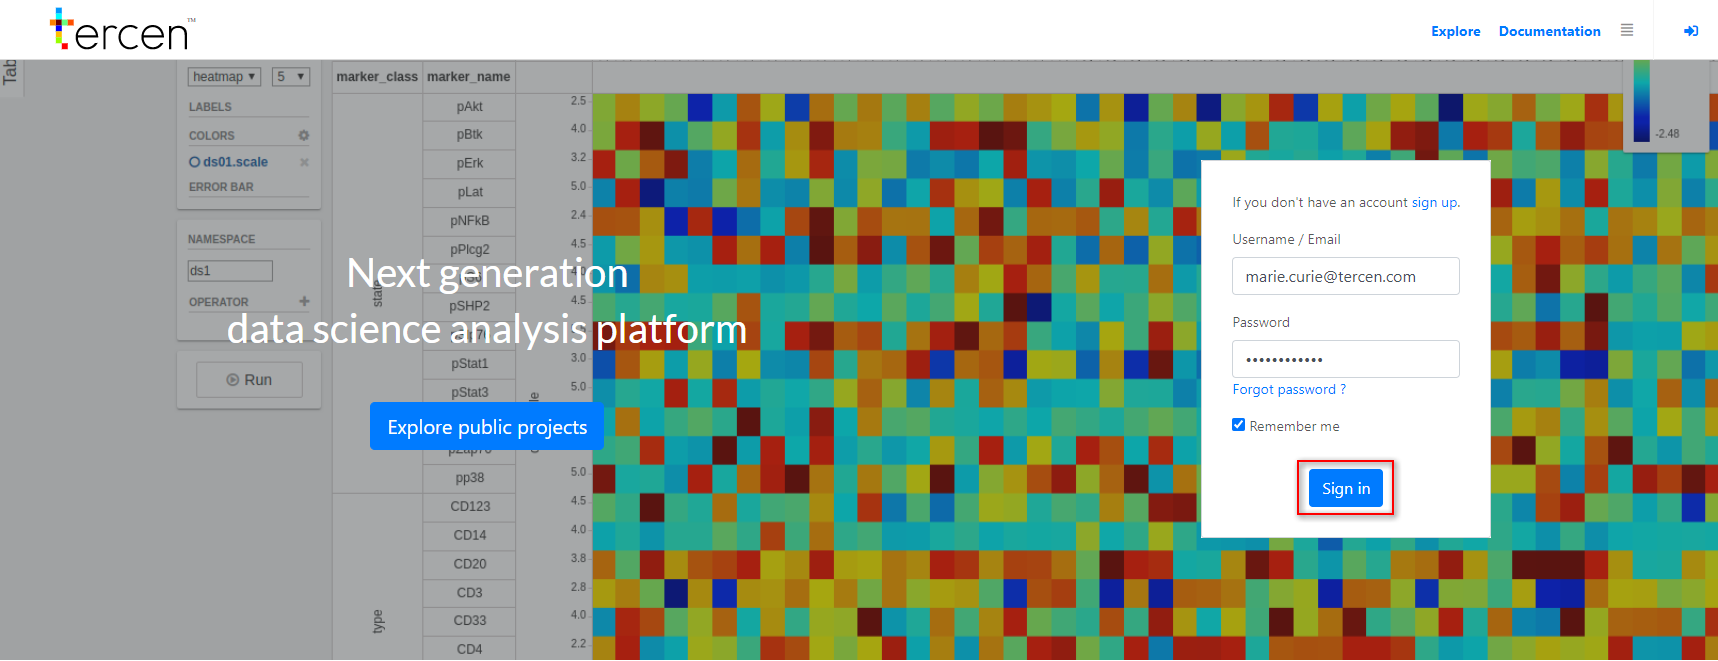 tercen™
Explore
Documentation
Tab
heatmap ▾
5 ▾
LABELS
COLORS
ds01.scale
ERROR BAR
NAMESPACE
ds1
OPERATOR
Run
marker_class
marker_name
state
type
pAkt
pBtk
pErk
pLat
pNFkB
pPlcg2
pSHP2
pStat1
pStat3
pp38
CD123
CD14
CD20
CD3
CD33
CD4
2.5
4.0
3.2
5.0
2.4
4.5
4.0
4.5
3.0
5.0
5.0
4.5
4.0
3.8
2.8
4.0
2.2
-2.48
Next generation
data science analysis platform
Explore public projects
If you don't have an account sign up.
Username / Email
marie.curie@tercen.com
Password
••••••••••••
Forgot password ?
Remember me
Sign in